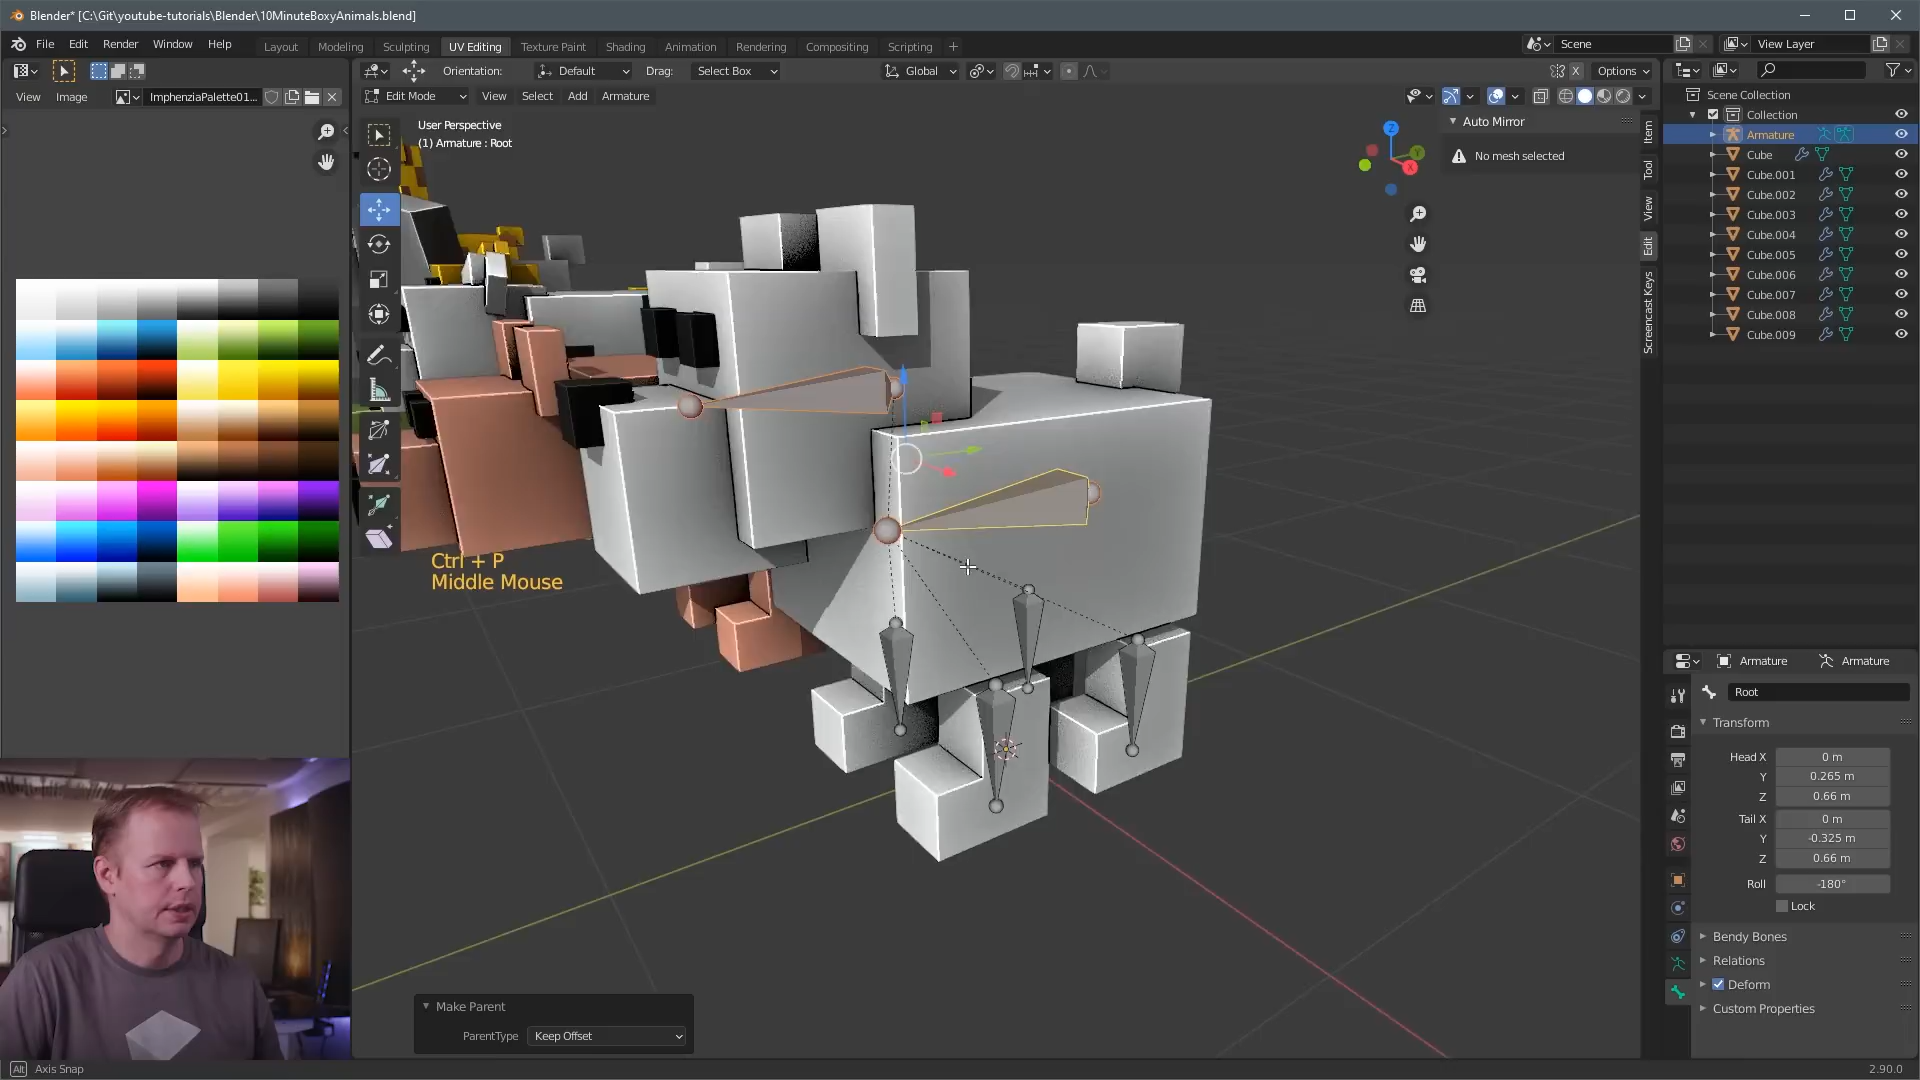 Blender* [C:\Git\youtube-tutorials\Blender\10MinuteBoxyAnimals.blend]
File Edit Render Window Help Layout Modeling Sculpting UV Editing Texture Paint Shading Animation Rendering Compositing Scripting + Scene View Layer
Orientation: Default Drag: Select Box Global X Options
View Image ImphenziaPalette01... Edit Mode View Select Add Armature
User Perspective
(1) Armature : Root
Auto Mirror
No mesh selected
Z
Y
X
Item
Tool
View
Edit
Screencast Keys
Scene Collection
Collection
Armature
Cube
Cube.001
Cube.002
Cube.003
Cube.004
Cube.005
Cube.006
Cube.007
Cube.008
Cube.009
Ctrl + P
Middle Mouse
Armature Armature
Root
Transform
Head X 0 m
Y 0.265 m
Z 0.66 m
Tail X 0 m
Y -0.325 m
Z 0.66 m
Roll -180°
Lock
Bendy Bones
Relations
Deform
Custom Properties
Make Parent
ParentType Keep Offset
Alt Axis Snap 2.90.0